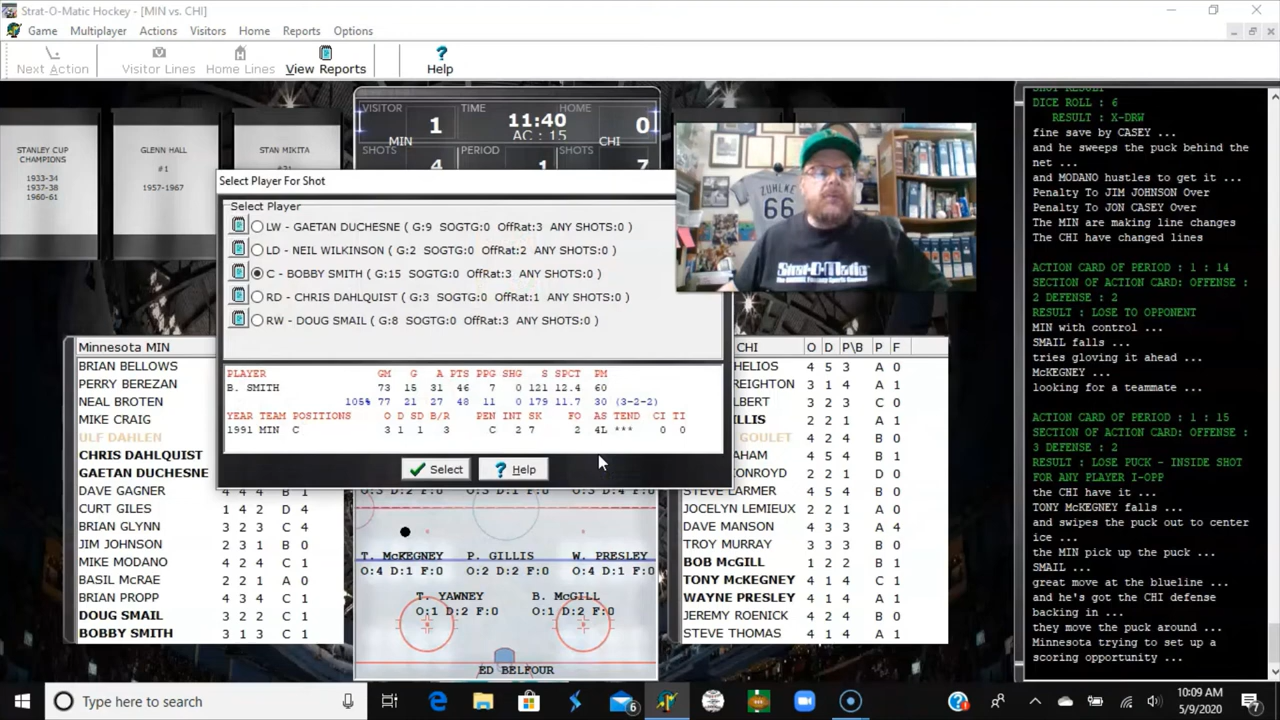 Strat-O-Matic Hockey - [MIN vs. CHI]
Game Multiplayer Actions Visitors Home Reports Options
Next Action Visitor Lines Home Lines View Reports Help
STANLEY CUP
CHAMPIONS
1933-34
1937-38
1960-61
GLENN HALL
#1
1957-1967
STAN MIKITA
VISITOR TIME HOME
MIN 1 11:40 CHI 0
AC : 15
SHOTS PERIOD SHOTS
4 1 7
Select Player For Shot
Select Player
LW - GAETAN DUCHESNE ( G:9 SOGTG:0 OffRat:3 ANY SHOTS:0 )
LD - NEIL WILKINSON ( G:2 SOGTG:0 OffRat:2 ANY SHOTS:0 )
C - BOBBY SMITH ( G:15 SOGTG:0 OffRat:3 ANY SHOTS:0 )
RD - CHRIS DAHLQUIST ( G:3 SOGTG:0 OffRat:1 ANY SHOTS:0 )
RW - DOUG SMAIL ( G:8 SOGTG:0 OffRat:3 ANY SHOTS:0 )
PLAYER GM G A PTS PPG SHG S SPCT PM
B. SMITH 73 15 31 46 7 0 121 12.4 60
105% 77 21 27 48 11 0 179 11.7 30 (3-2-2)
YEAR TEAM POSITIONS O D SD B/R PEN INT SK FO AS TEND CI TI
1991 MIN C 3 1 1 3 C 2 7 2 4L *** 0 0
Select
Help
ZUHLKE
66
Strat-O-Matic
Minnesota MIN
BRIAN BELLOWS
PERRY BEREZAN
NEAL BROTEN
MIKE CRAIG
ULF DAHLEN
CHRIS DAHLQUIST
GAETAN DUCHESNE
DAVE GAGNER 4 4 4 B 1
CURT GILES 1 4 2 D 4
BRIAN GLYNN 3 2 3 C 4
JIM JOHNSON 2 3 1 B 0
MIKE MODANO 4 2 4 C 1
BASIL McRAE 2 2 1 A 0
BRIAN PROPP 4 3 4 C 1
DOUG SMAIL 3 2 4 C 1
BOBBY SMITH 3 1 3 C 1
O:3 D:2 F:0 O:3 D:1 F:0 O:3 D:4 F:0
T. McKEGNEY P. GILLIS W. PRESLEY
O:4 D:1 F:0 O:2 D:2 F:0 O:4 D:1 F:0
T. YAWNEY B. McGILL
O:1 D:2 F:0 O:1 D:2 F:0
ED BELFOUR
CHI O D P\B P F
HELIOS 4 5 3 A 0
REIGHTON 3 1 4 A 1
LBERT 2 2 3 C 0
LLIS 2 2 1 A 1
GOULET 4 4 4 B 0
AHAM 4 5 4 B 0
ONROYD 2 2 2 D 0
STEVE LARMER 4 5 4 B 0
JOCELYN LEMIEUX 2 2 1 A 0
DAVE MANSON 4 3 2 A 4
TROY MURRAY 3 3 3 B 0
BOB McGILL 1 2 2 B 1
TONY McKEGNEY 4 1 4 C 1
WAYNE PRESLEY 4 1 4 A 1
JEREMY ROENICK 4 4 4 B 0
STEVE THOMAS 4 1 4 A 1
SHOT RESULT
DICE ROLL : 6
RESULT : X-DRW
fine save by CASEY ...
and he sweeps the puck behind the
net ...
and MODANO hustles to get it ...
Penalty To JIM JOHNSON Over
Penalty To JON CASEY Over
The MIN are making line changes
The CHI have changed lines
ACTION CARD OF PERIOD : 1 : 14
SECTION OF ACTION CARD: OFFENSE :
2 DEFENSE : 2
RESULT : LOSE TO OPPONENT
MIN with control ...
SMAIL falls ...
tries gloving it ahead ...
McKEGNEY ...
looking for a teammate ...
ACTION CARD OF PERIOD : 1 : 15
SECTION OF ACTION CARD: OFFENSE :
3 DEFENSE : 2
RESULT : LOSE PUCK - INSIDE SHOT
FOR ANY PLAYER I-OPP
the CHI have it ...
TONY McKEGNEY falls ...
and swipes the puck out to center
ice ...
the MIN pick up the puck ...
SMAIL ...
great move at the blueline ...
and he's got the CHI defense
backing in ...
they move the puck around ...
Minnesota trying to set up a
scoring opportunity ...
Type here to search
6
10:09 AM
5/9/2020
7